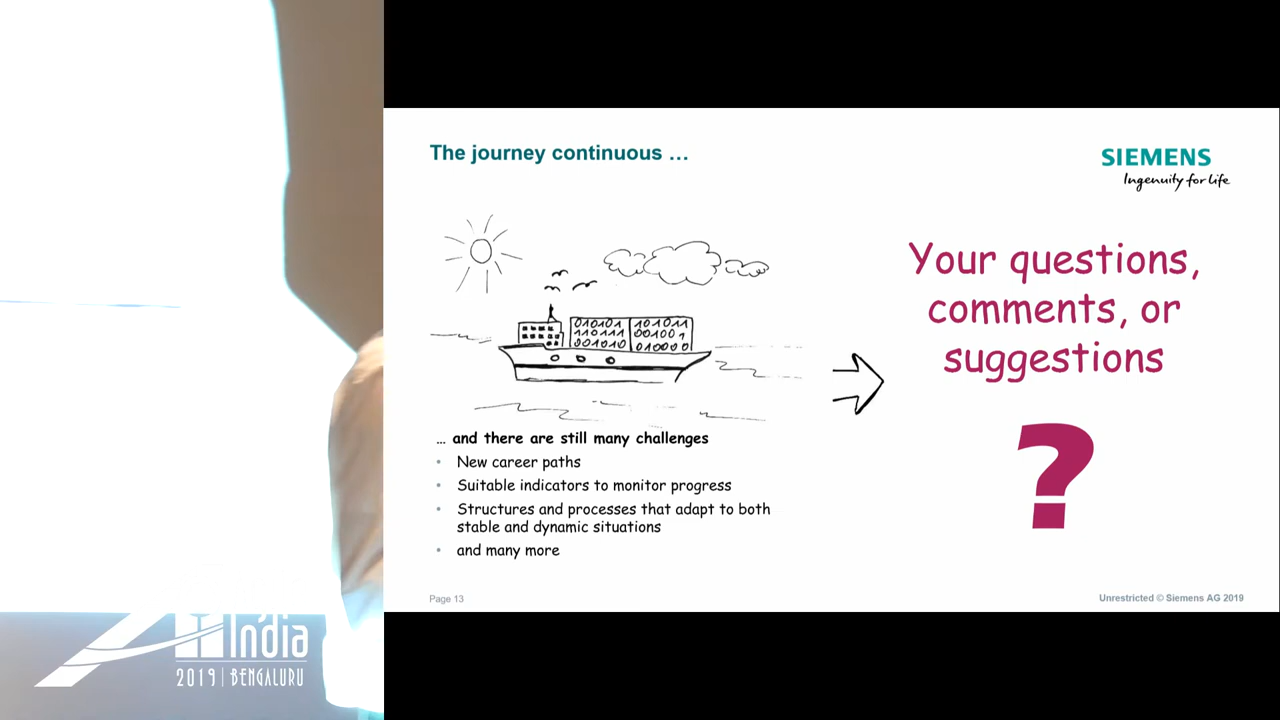 The journey continuous …
SIEMENS
Ingenuity for life
010101 101011
110111 001001
001010 010000
Your questions,
comments, or
suggestions
?
… and there are still many challenges
• New career paths
• Suitable indicators to monitor progress
• Structures and processes that adapt to both
stable and dynamic situations
• and many more
Page 13
Unrestricted © Siemens AG 2019
India
2019 | BENGALURU